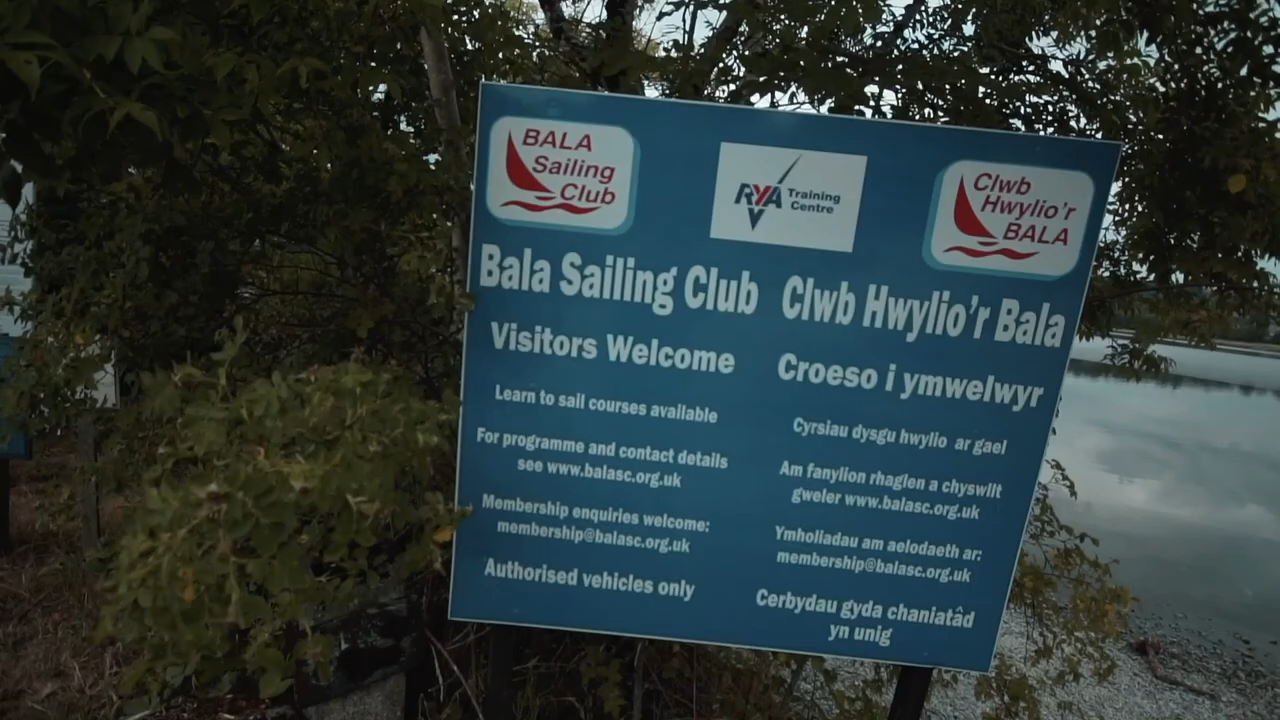 BALA
Sailing
Club
RYA Training
Centre
Clwb
Hwylio'r
BALA
Bala Sailing Club
Visitors Welcome
Learn to sail courses available
For programme and contact details
see www.balasc.org.uk
Membership enquiries welcome:
membership@balasc.org.uk
Authorised vehicles only
Clwb Hwylio'r Bala
Croeso i ymwelwyr
Cyrsiau dysgu hwylio ar gael
Am fanylion rhaglen a chyswllt
gweler www.balasc.org.uk
Ymholiadau am aelodaeth ar:
membership@balasc.org.uk
Cerbydau gyda chaniatâd
yn unig